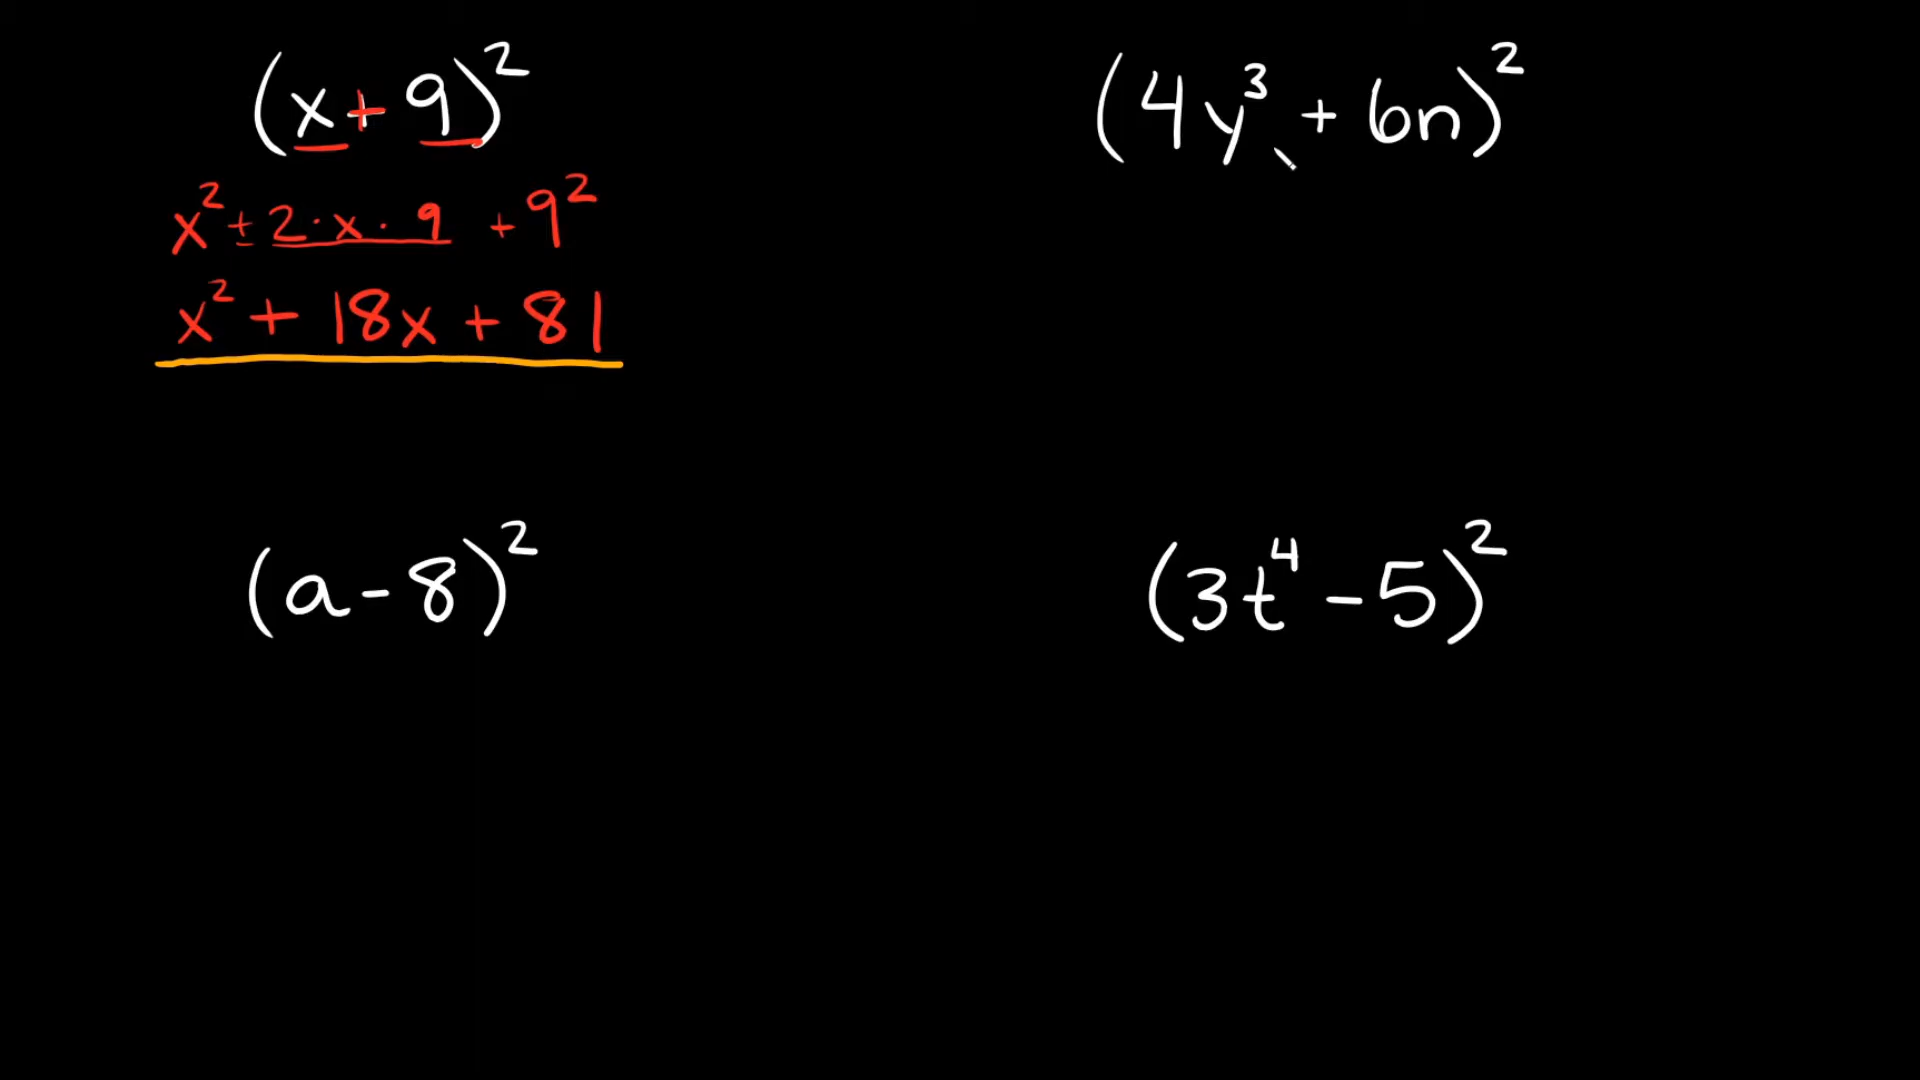 (x + 9)²
x² + 2 · x · 9 + 9²
x² + 18x + 81
(4y³ + 6n)²
(a - 8)²
(3t⁴ - 5)²